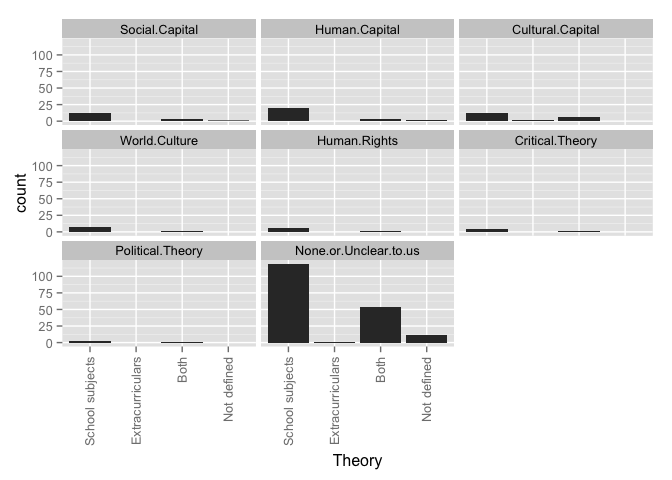 Social.Capital Human.Capital Cultural.Capital
100
75
50
25
0
World.Culture Human.Rights Critical.Theory
100
75
50
25
0
Political.Theory None.or.Unclear.to.us
100
75
50
25
0
count
School subjects
Extracurriculars
Both
Not defined
School subjects
Extracurriculars
Both
Not defined
Theory